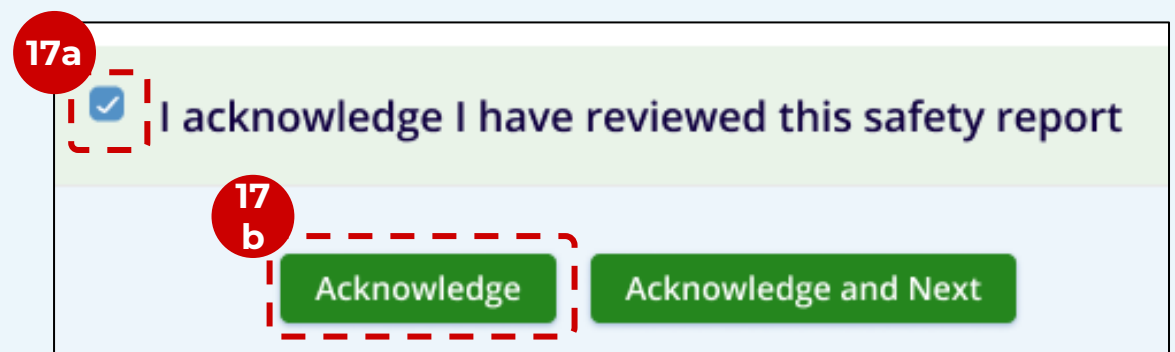 17a
I acknowledge I have reviewed this safety report
17
b
Acknowledge
Acknowledge and Next